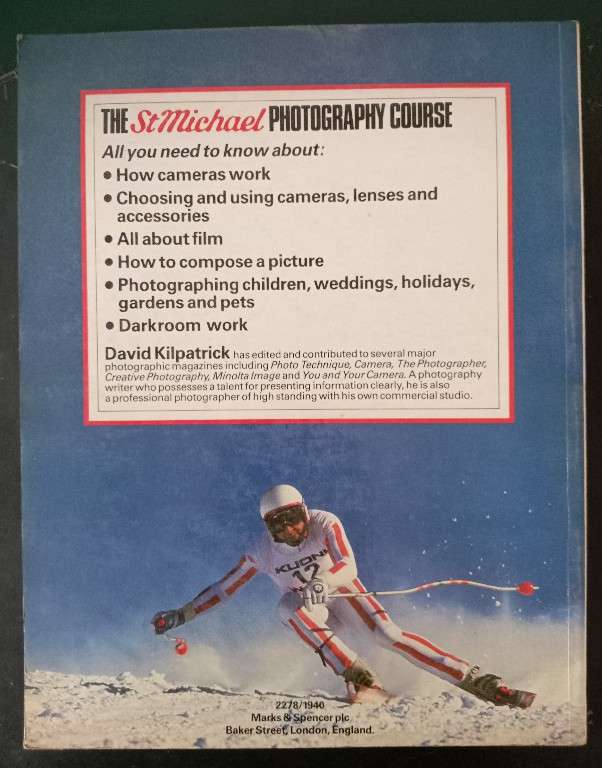 THE StMichael PHOTOGRAPHY COURSE
All you need to know about:
• How cameras work
• Choosing and using cameras, lenses and
accessories
• All about film
• How to compose a picture
• Photographing children, weddings, holidays,
gardens and pets
• Darkroom work
David Kilpatrick has edited and contributed to several major
photographic magazines including Photo Technique, Camera, The Photographer,
Creative Photography, Minolta Image and You and Your Camera. A photography
writer who possesses a talent for presenting information clearly, he is also
a professional photographer of high standing with his own commercial studio.
KUONI
12
2278/1940
Marks & Spencer plc
Baker Street, London, England.